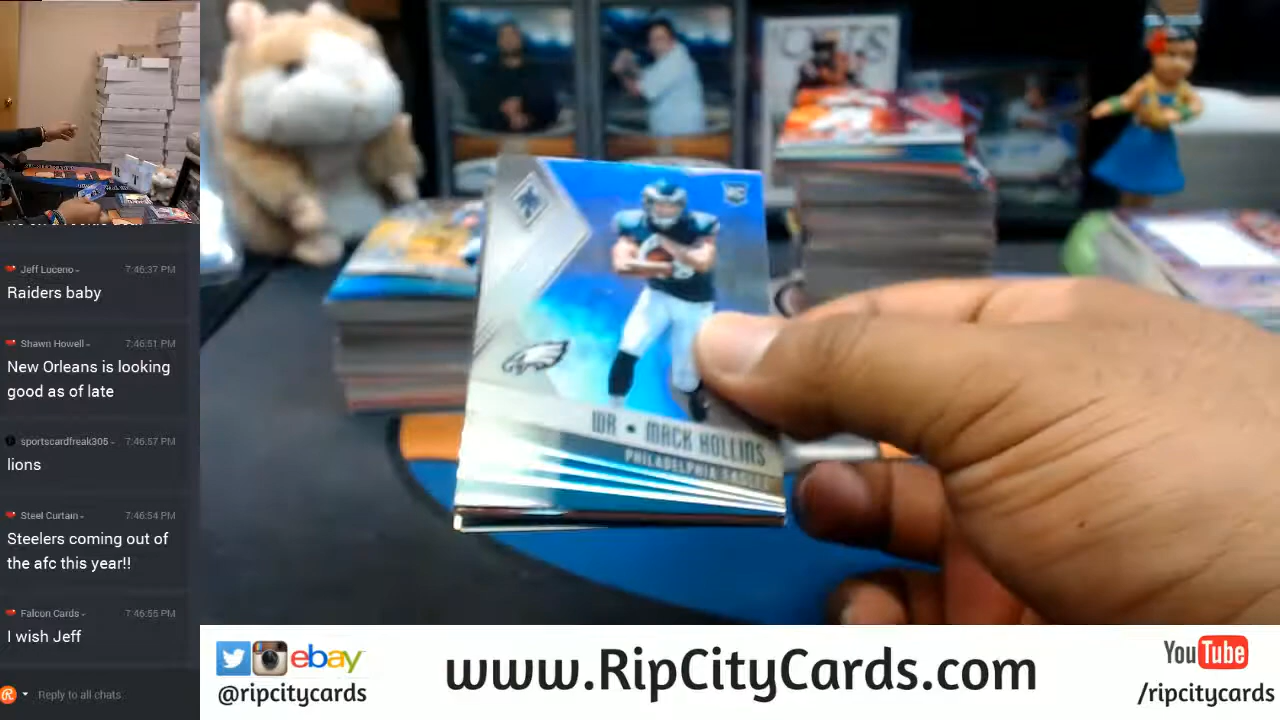 Jeff Luceno- 7:46:37 PM
Raiders baby
Shawn Howell- 7:46:51 PM
New Orleans is looking
good as of late
sportscardfreak305- 7:46:57 PM
lions
Steel Curtain- 7:46:54 PM
Steelers coming out of
the afc this year!!
Falcon Cards- 7:46:55 PM
I wish Jeff
Reply to all chats.
RC
WR • MACK HOLLINS
PHILADELPHIA EAGLES
ebay
@ripcitycards
www.RipCityCards.com
YouTube
/ripcitycards